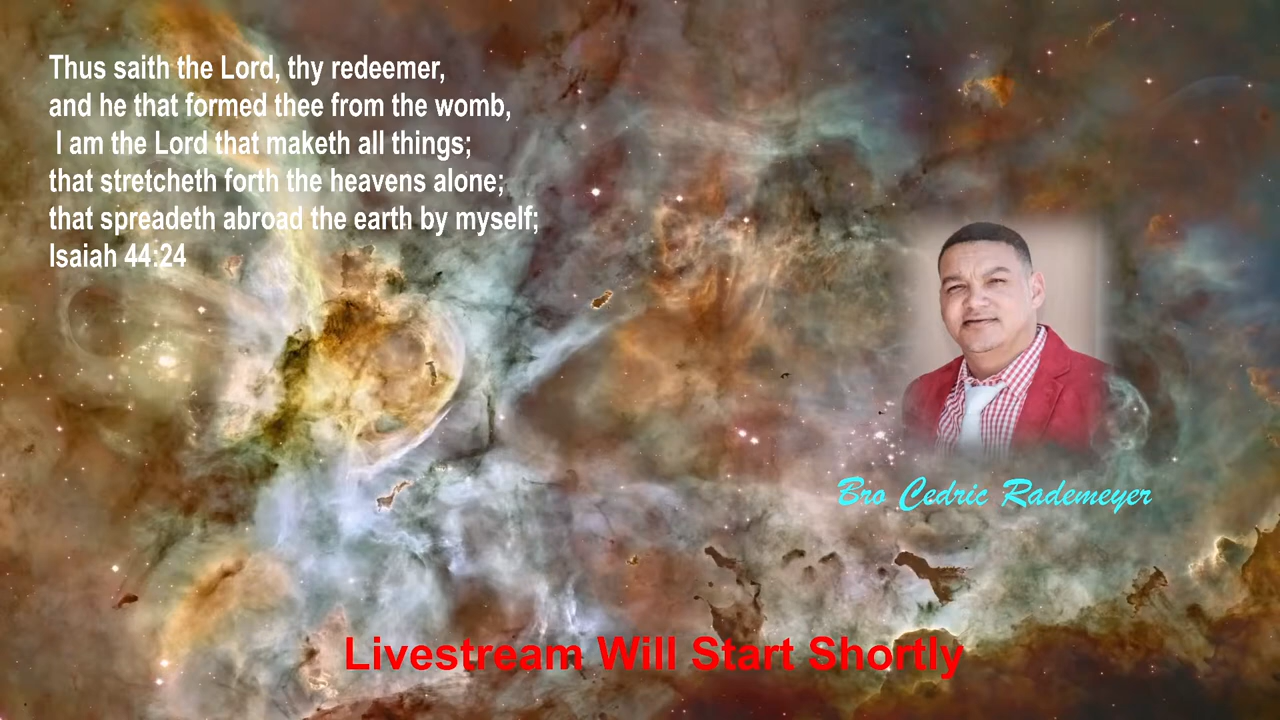 Thus saith the Lord, thy redeemer,
and he that formed thee from the womb,
I am the Lord that maketh all things;
that stretcheth forth the heavens alone;
that spreadeth abroad the earth by myself;
Isaiah 44:24
Bro Cedric Rademeyer
Livestream Will Start Shortly